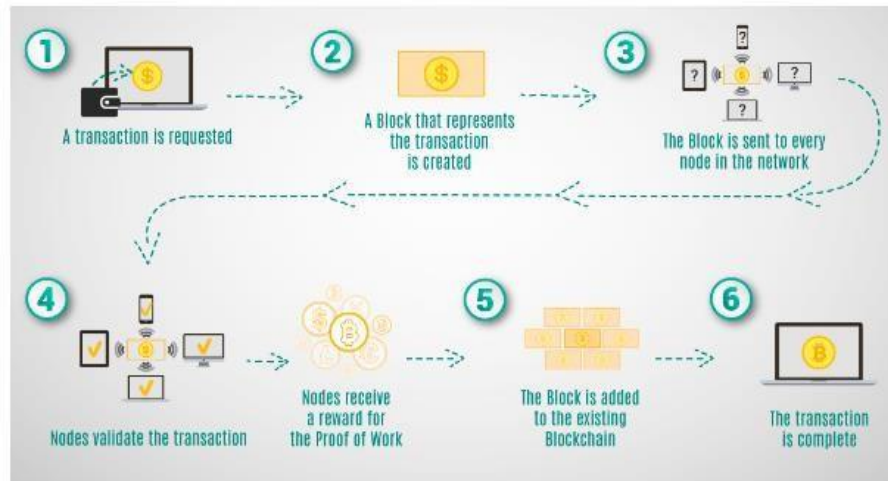 1
A transaction is requested
2
A Block that represents
the transaction
is created
3
?
?
?
?
$
The Block is sent to every
node in the network
4
Nodes validate the transaction
Nodes receive
a reward for
the Proof of Work
5
The Block is added
to the existing
Blockchain
6
The transaction
is complete